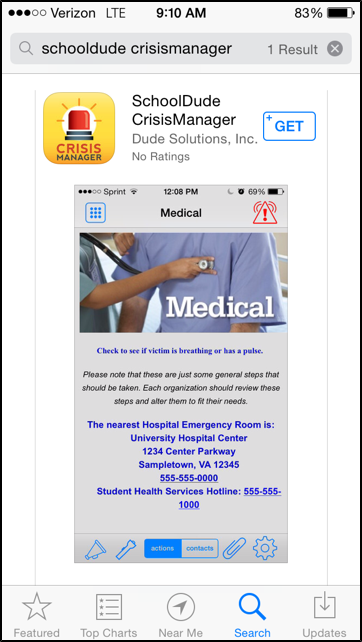 Verizon LTE 9:10 AM 83%
schooldude crisismanager 1 Result
SchoolDude
CrisisManager
Dude Solutions, Inc.
No Ratings
+ GET
CRISIS
MANAGER
Sprint 12:08 PM 69%
Medical
Medical
Check to see if victim is breathing or has a pulse.
Please note that these are just some general steps that
should be taken. Each organization should review these
steps and alter them to fit their needs.
The nearest Hospital Emergency Room is:
University Hospital Center
1234 Center Parkway
Sampletown, VA 12345
555-555-0000
Student Health Services Hotline: 555-555-
1000
actions contacts
Featured Top Charts Near Me Search Updates